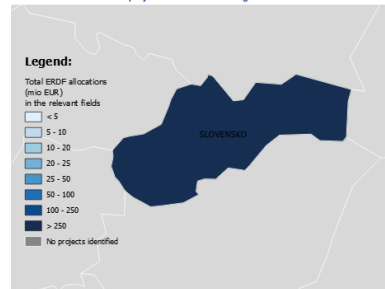 Legend:
Total ERDF allocations
(mio EUR)
in the relevant fields
< 5
5 - 10
10 - 20
20 - 25
25 - 50
50 - 100
100 - 250
> 250
No projects identified
SLOVENSKO